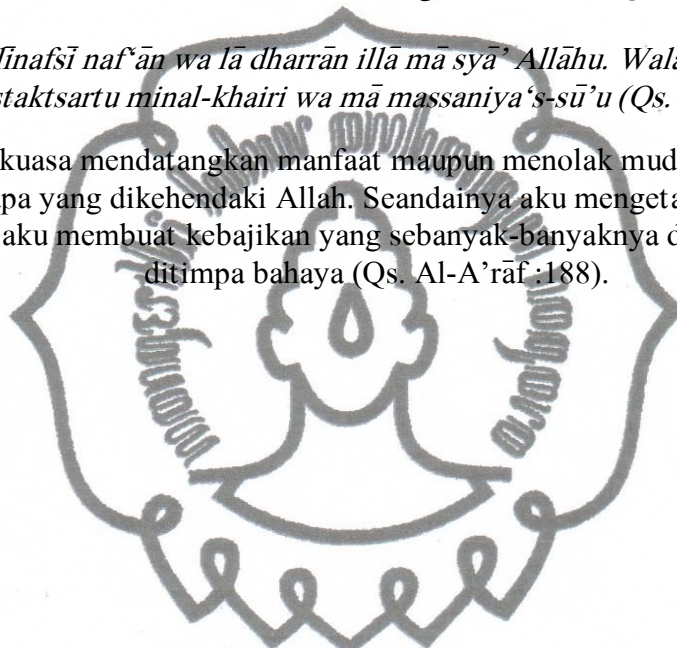 līnafsī naf‘ān wa lā dharrān illā mā syā’ Allāhu. Wala
staktsartu minal-khairi wa mā massaniya‘s-sū’u (Qs.
kuasa mendatangkan manfaat maupun menolak mud
pa yang dikehendaki Allah. Seandainya aku mengeta
aku membuat kebajikan yang sebanyak-banyaknya d
ditimpa bahaya (Qs. Al-A’rāf :188).